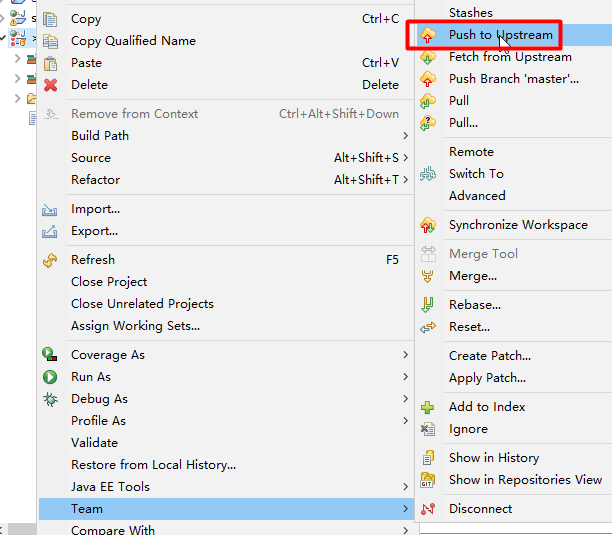 Copy Ctrl+C
Copy Qualified Name
Paste Ctrl+V
Delete Delete
Remove from Context Ctrl+Alt+Shift+Down
Build Path
Source Alt+Shift+S
Refactor Alt+Shift+T
Import...
Export...
Refresh F5
Close Project
Close Unrelated Projects
Assign Working Sets...
Coverage As
Run As
Debug As
Profile As
Validate
Restore from Local History...
Java EE Tools
Team
Compare With
Stashes
Push to Upstream
Fetch from Upstream
Push Branch 'master'...
Pull
Pull...
Remote
Switch To
Advanced
Synchronize Workspace
Merge Tool
Merge...
Rebase...
Reset...
Create Patch...
Apply Patch...
Add to Index
Ignore
Show in History
GIT Show in Repositories View
Disconnect